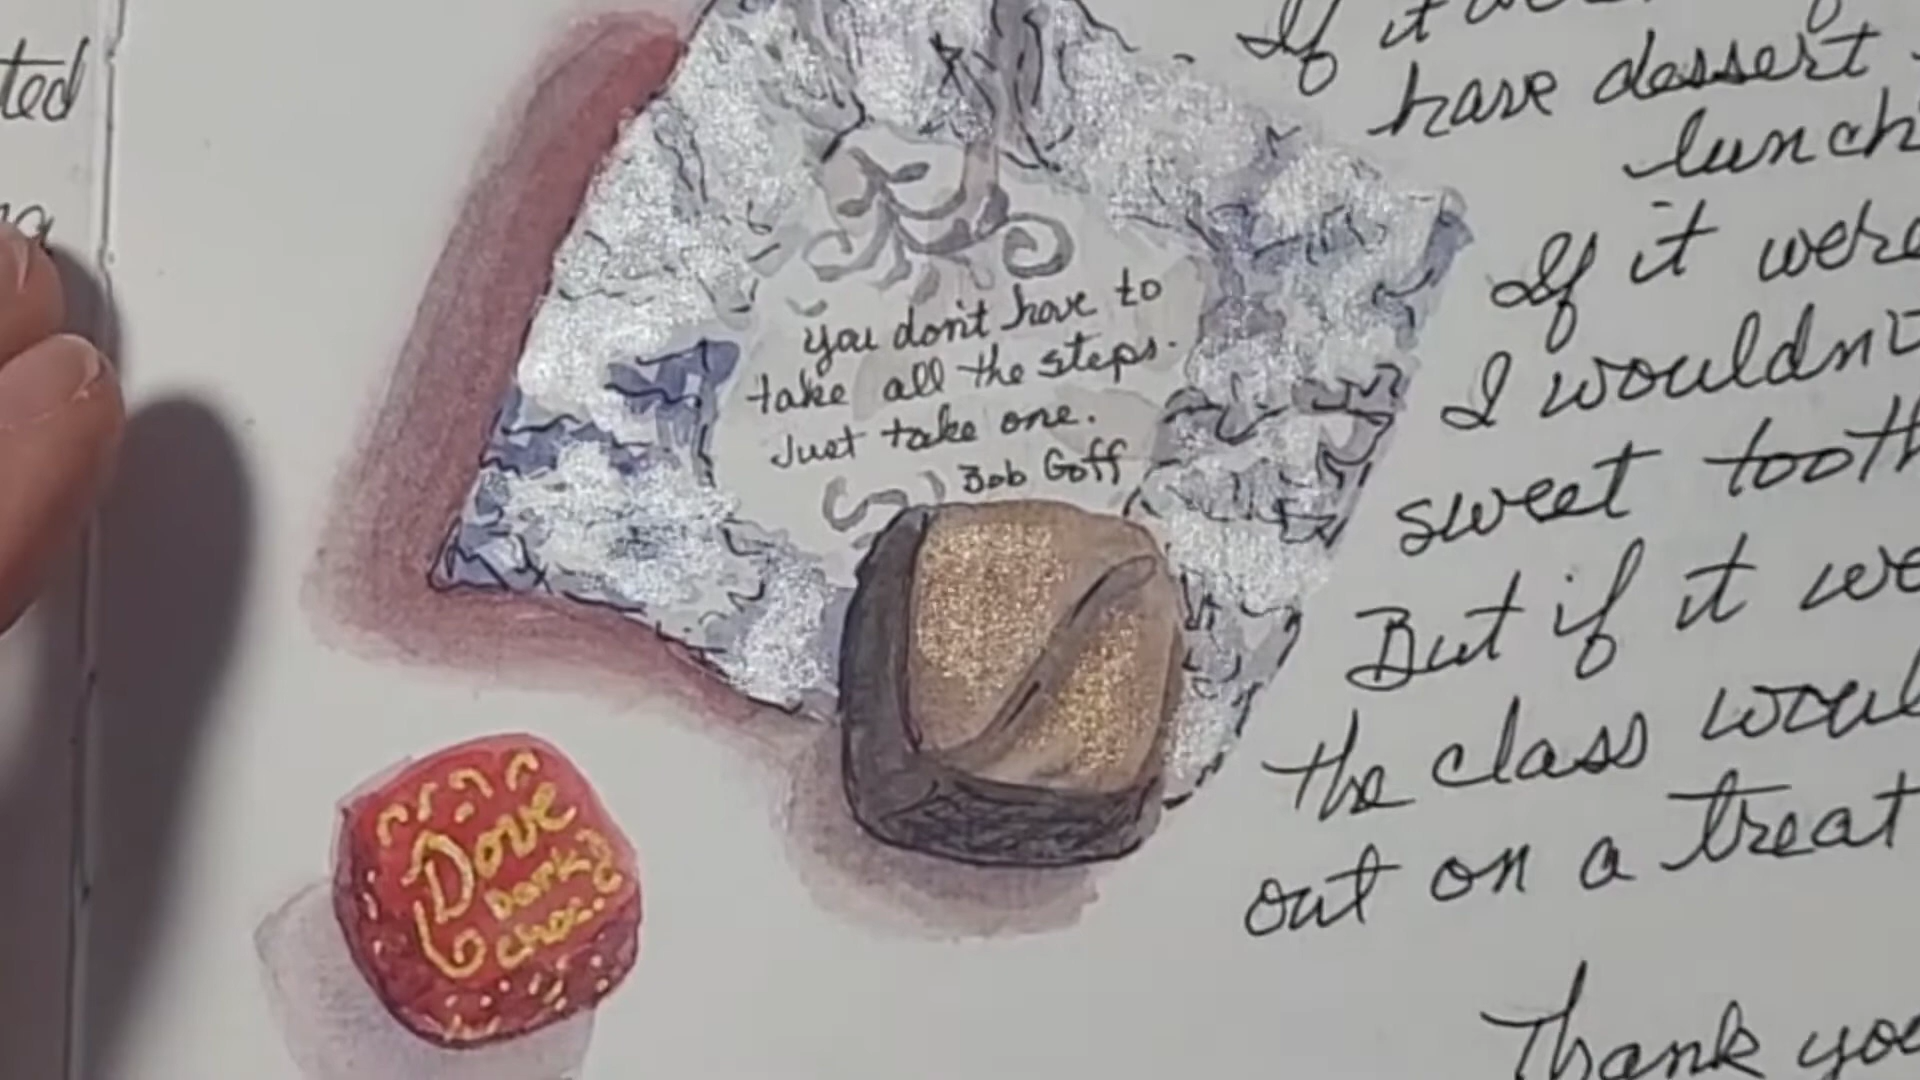 ted
If it
have dessert
lunch
If it were
I wouldn't
sweet tooth
But if it we
the class woul
out on a treat
Thank you
you don't have to
take all the steps.
Just take one.
Bob Goff
Dove
Dark
choc.